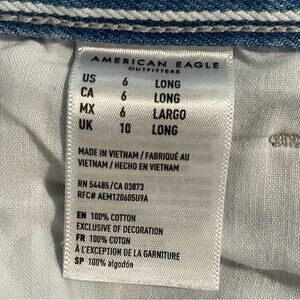 AMERICAN EAGLE
OUTFITTERS
US 6 LONG
CA 6 LONG
MX 6 LARGO
UK 10 LONG
MADE IN VIETNAM / FABRIQUÉ AU
VIETNAM / HECHO EN VIETNAM
RN 54485/CA 03873
RFC# AEM120605U9A
EN 100% COTTON
EXCLUSIVE OF DECORATION
FR 100% COTON
À L'EXCEPTION DE LA GARNITURE
SP 100% algodón